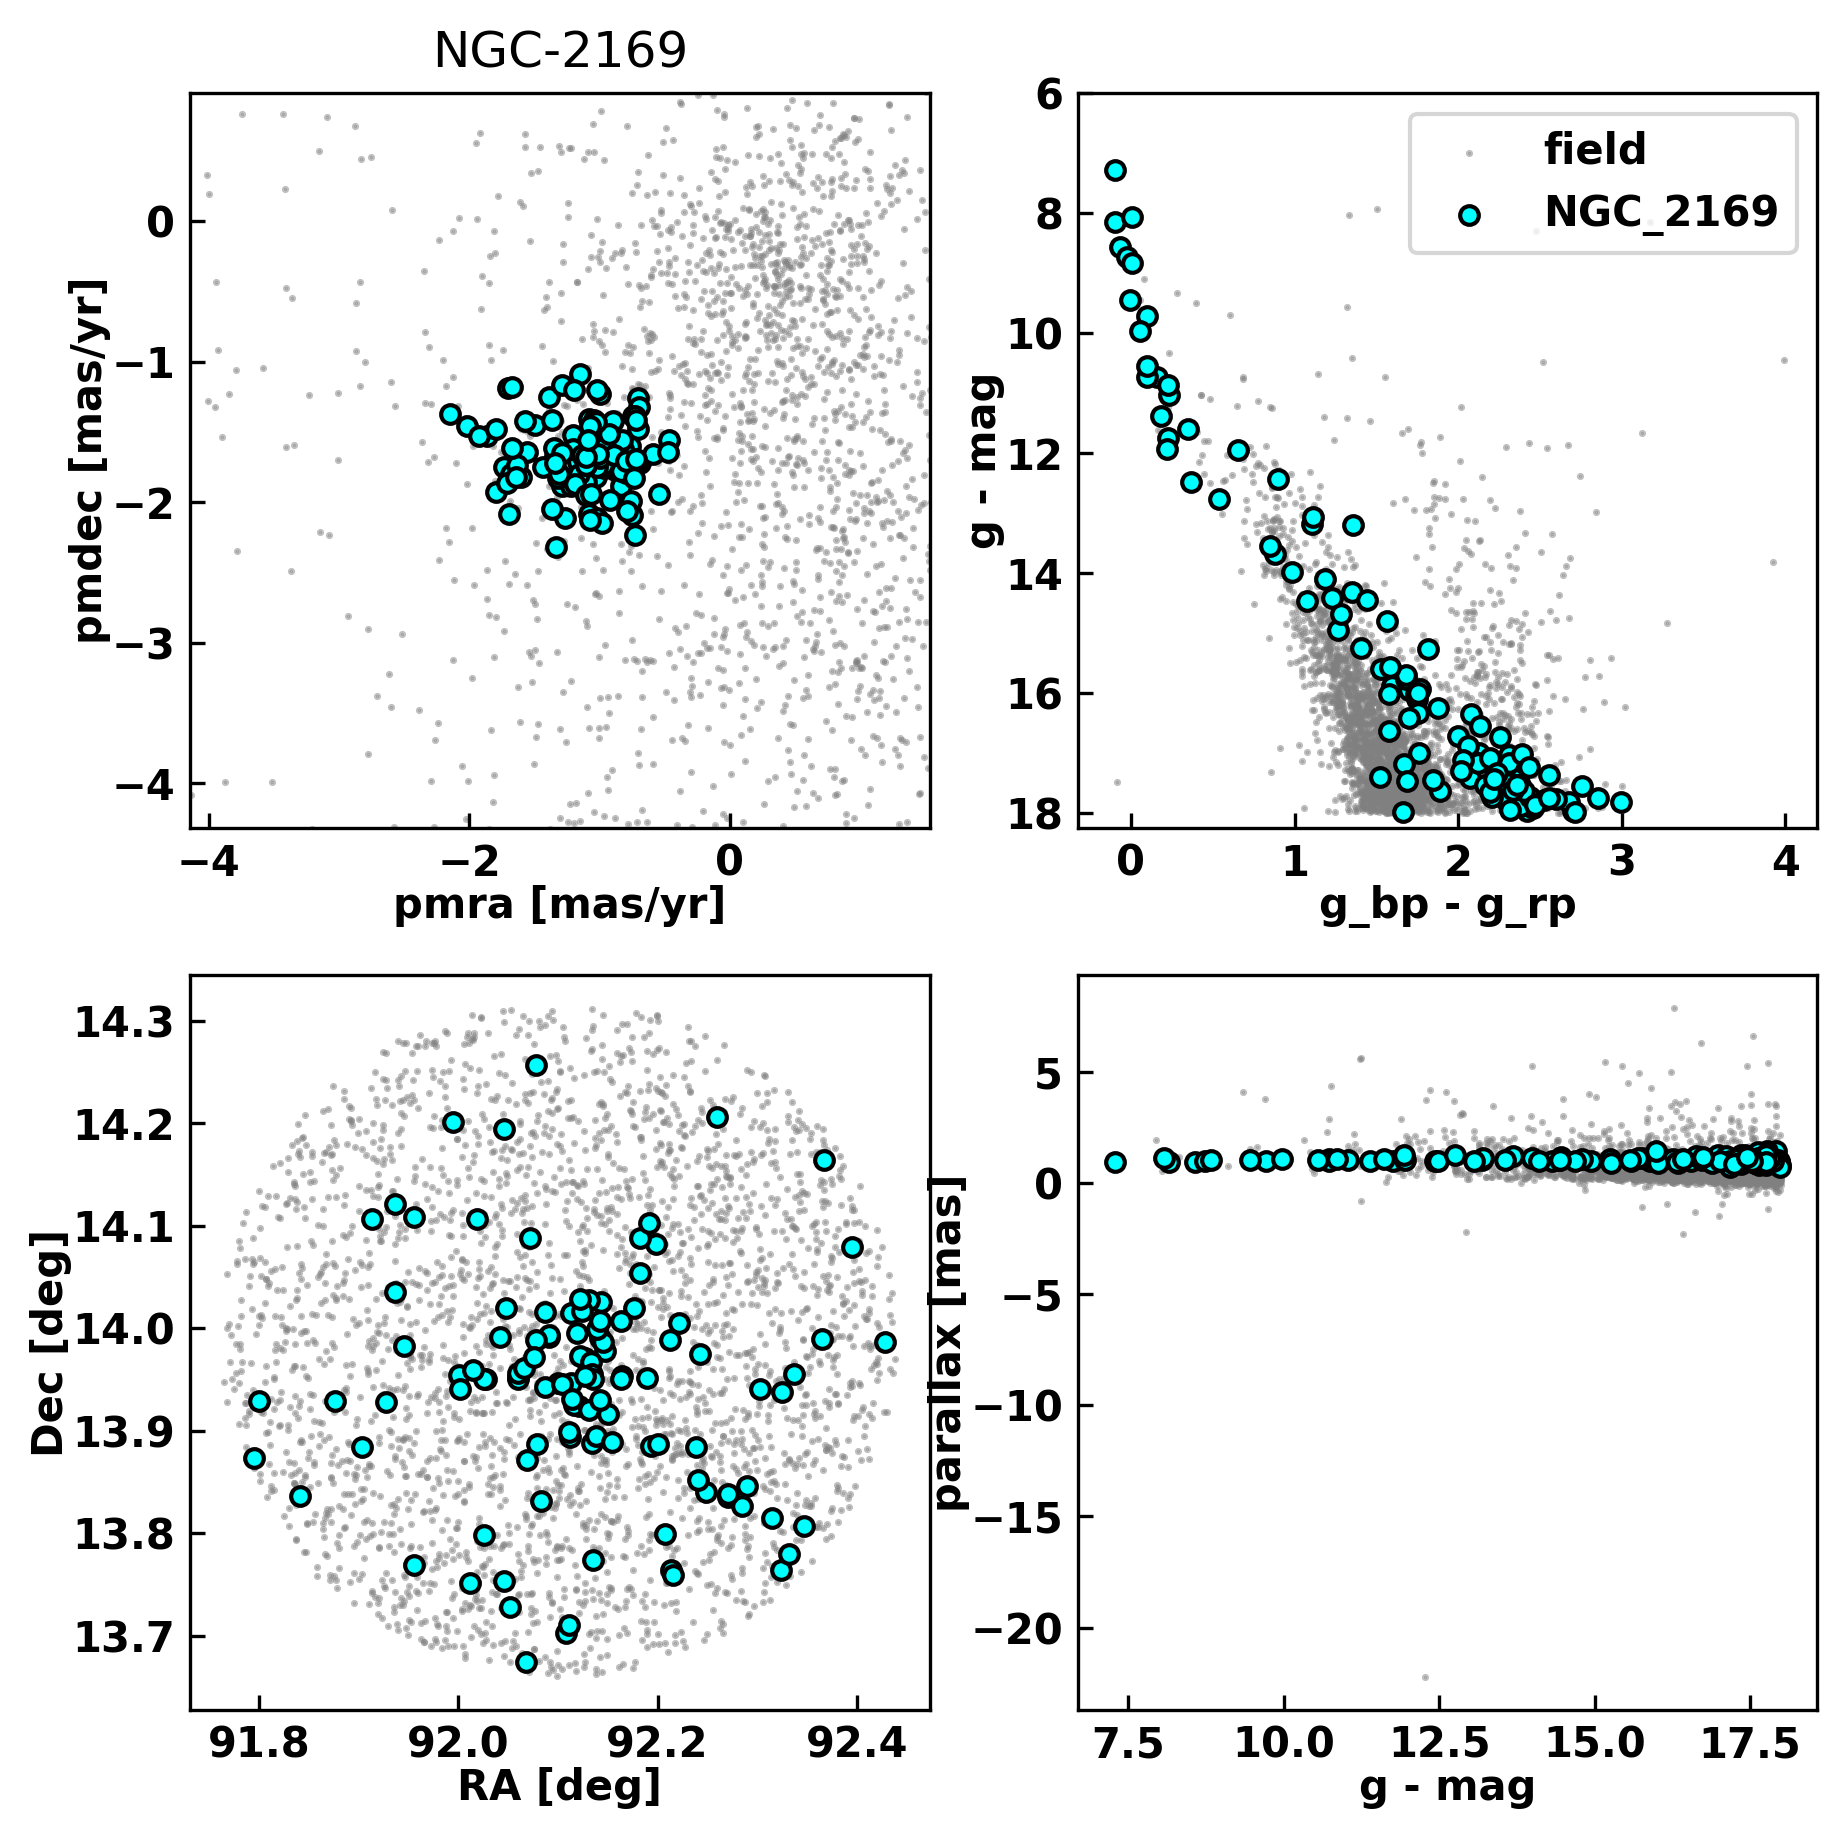 NGC-2169
0
−1
−2
−3
−4
pmdec [mas/yr]
−4 −2 0
pmra [mas/yr]
6
8
10
12
14
16
18
g - mag
field
NGC_2169
0 1 2 3 4
g_bp - g_rp
14.3
14.2
14.1
14.0
13.9
13.8
13.7
Dec [deg]
91.8 92.0 92.2 92.4
RA [deg]
5
0
−5
−10
−15
−20
parallax [mas]
7.5 10.0 12.5 15.0 17.5
g - mag